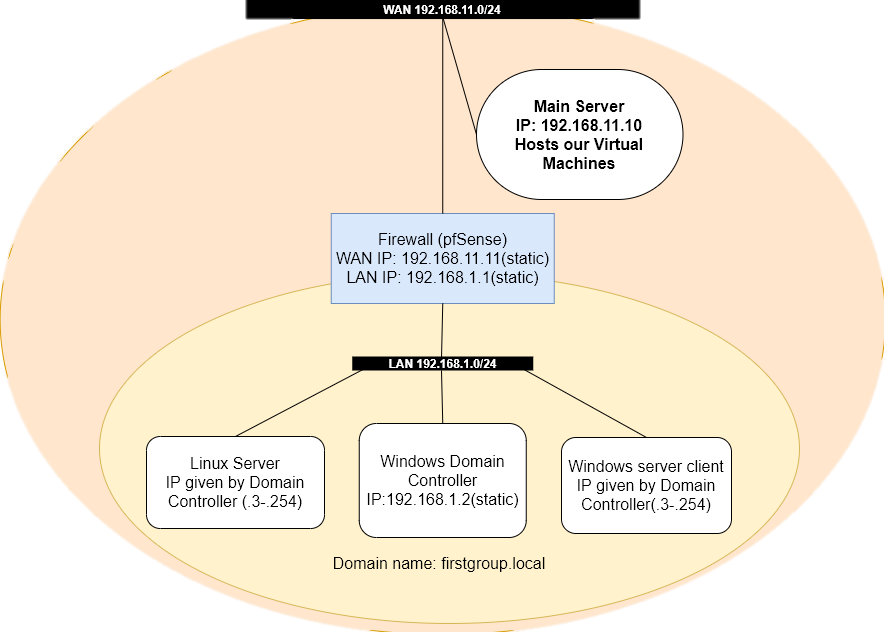 WAN 192.168.11.0/24
Main Server
IP: 192.168.11.10
Hosts our Virtual
Machines
Firewall (pfSense)
WAN IP: 192.168.11.11(static)
LAN IP: 192.168.1.1(static)
LAN 192.168.1.0/24
Linux Server
IP given by Domain
Controller (.3-.254)
Windows Domain
Controller
IP:192.168.1.2(static)
Windows server client
IP given by Domain
Controller(.3-.254)
Domain name: firstgroup.local